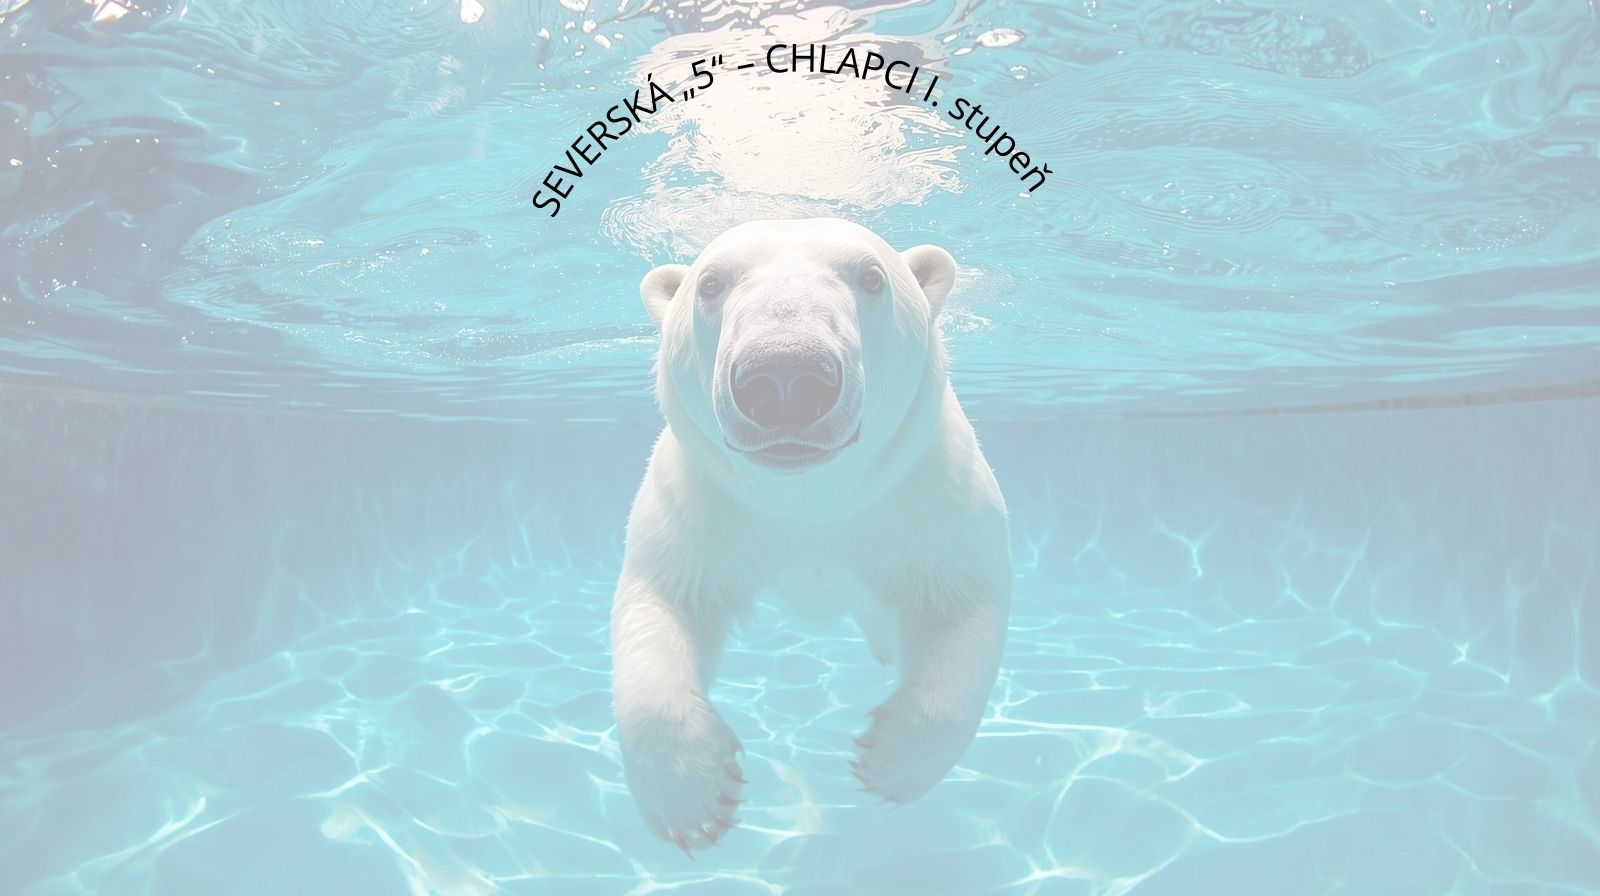 SEVERSKÁ „5“ – CHLAPCI I. stupeň